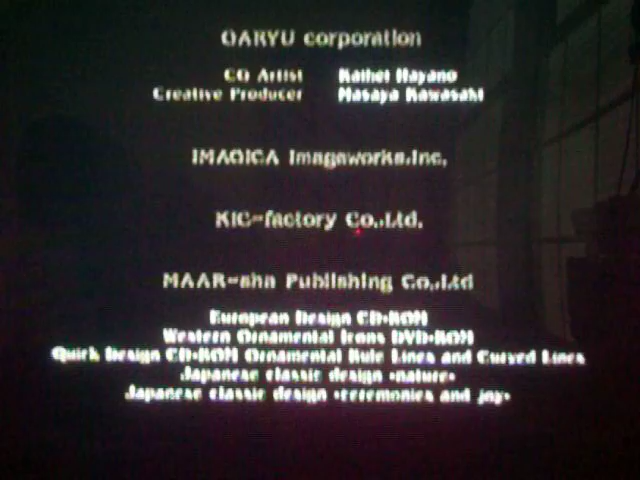 GARYU corporation
CG Artist Kaihei Hayano
Creative Producer Masaya Kawasaki
IMAGICA Imageworks,Inc.
KIC-factory Co.,Ltd.
MAAR-sha Publishing Co.,Ltd
European Design CD-ROM
Western Ornamental Icons DVD-ROM
Quick Design CD-ROM Ornamental Rule Lines and Curved Lines
Japanese classic design •nature•
Japanese classic design •ceremonies and joy•